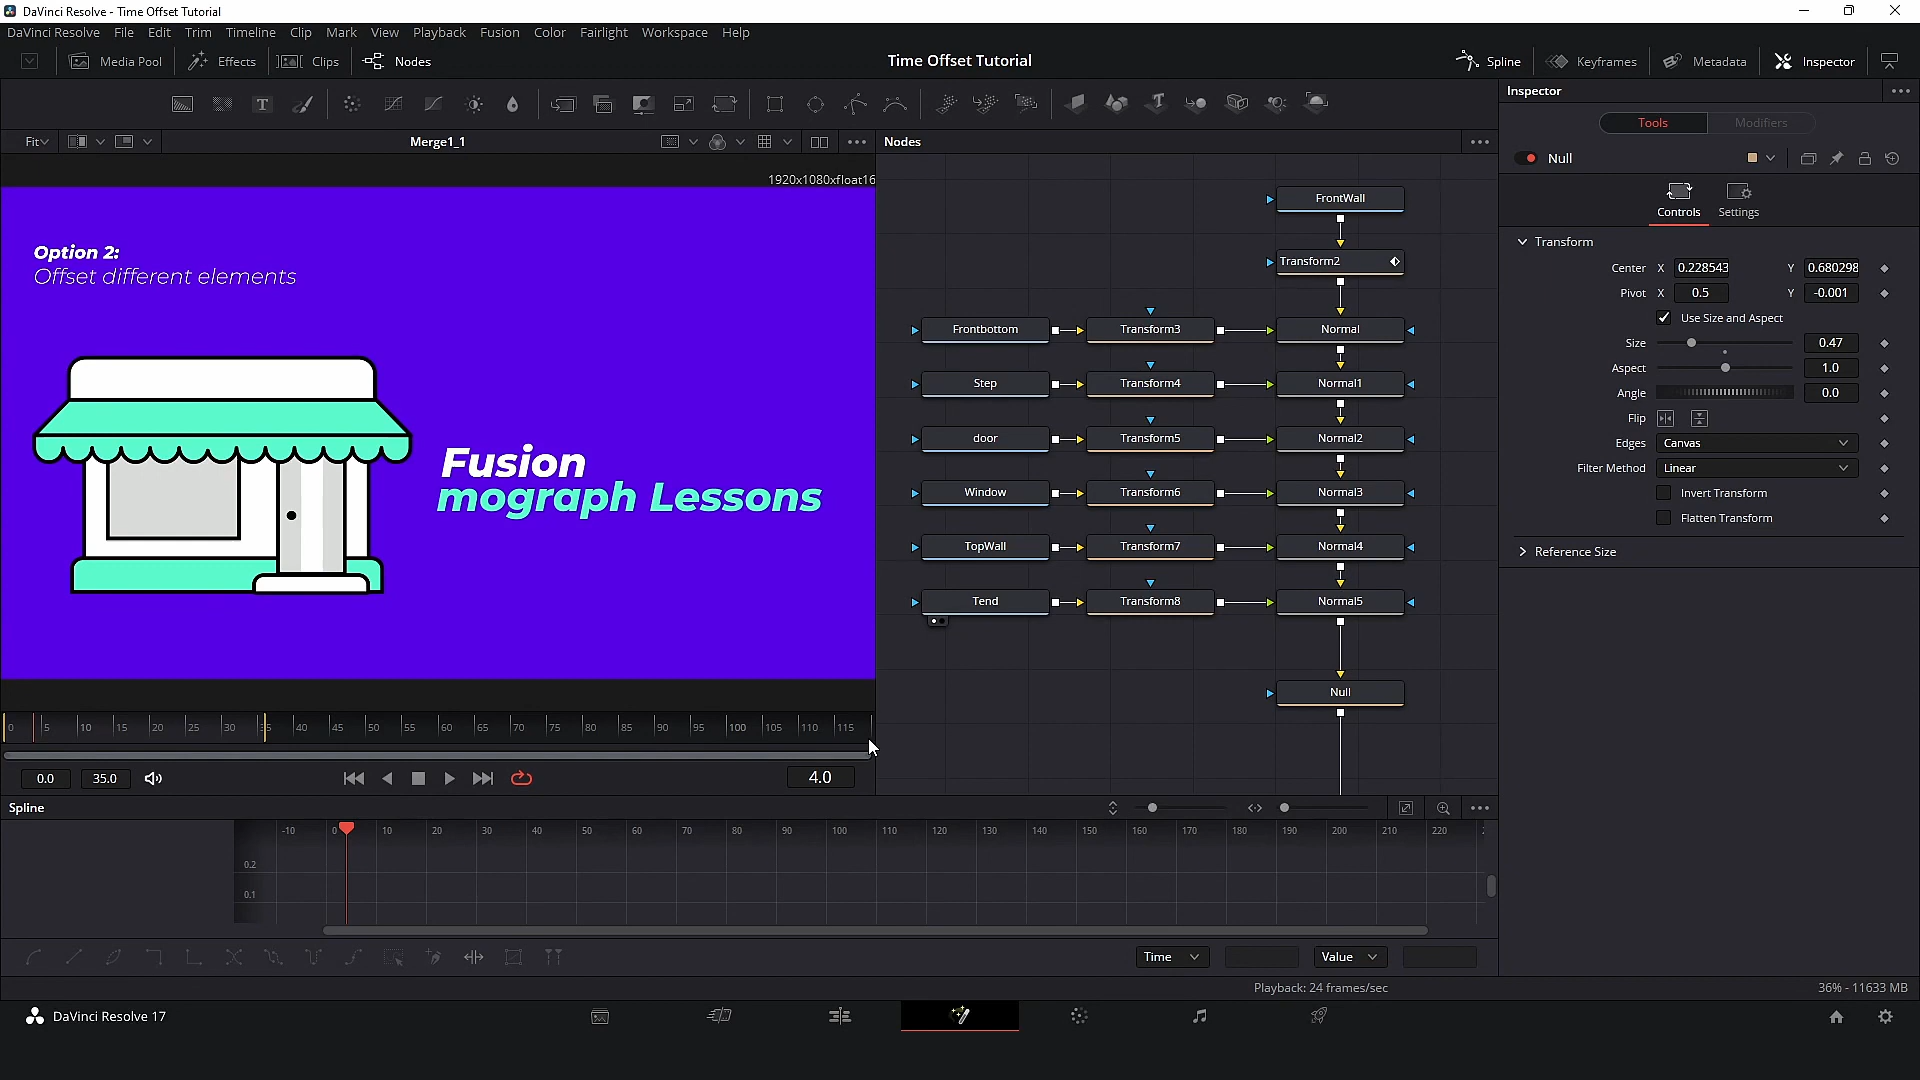 DaVinci Resolve - Time Offset Tutorial
DaVinci Resolve File Edit Trim Timeline Clip Mark View Playback Fusion Color Fairlight Workspace Help
Media Pool Effects Clips Nodes Time Offset Tutorial Spline Keyframes Metadata Inspector
Fit Merge1_1 Nodes Inspector
Tools Modifiers
Null
1920x1080xfloat16
Controls Settings
Option 2:
Offset different elements
Fusion
mograph Lessons
FrontWall
Transform2
Frontbottom Transform3 Normal
Step Transform4 Normal1
door Transform5 Normal2
Window Transform6 Normal3
TopWall Transform7 Normal4
Tend Transform8 Normal5
Null
Transform
Center X 0.228543 Y 0.680298
Pivot X 0.5 Y -0.001
Use Size and Aspect
Size 0.47
Aspect 1.0
Angle 0.0
Flip
Edges Canvas
Filter Method Linear
Invert Transform
Flatten Transform
Reference Size
0 5 10 15 20 25 30 35 40 45 50 55 60 65 70 75 80 85 90 95 100 105 110 115
0.0 35.0 4.0
Spline
-10 0 10 20 30 40 50 60 70 80 90 100 110 120 130 140 150 160 170 180 190 200 210 220
0.2
0.1
Time Value
Playback: 24 frames/sec 36% - 11633 MB
DaVinci Resolve 17